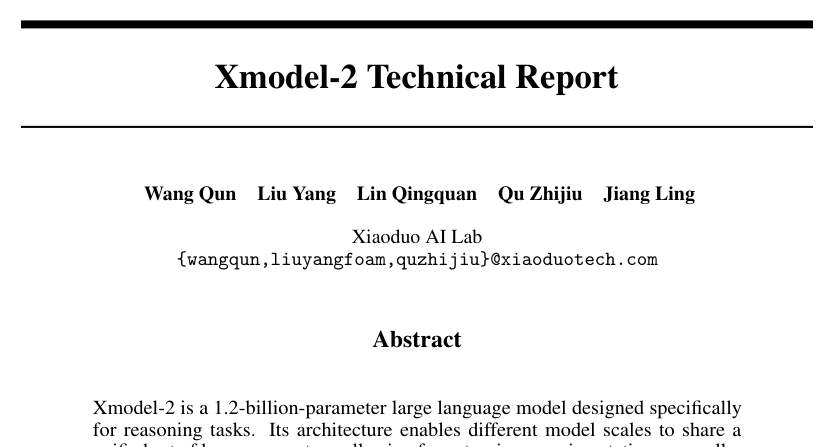 Xmodel-2 Technical Report
Wang Qun Liu Yang Lin Qingquan Qu Zhijiu Jiang Ling
Xiaoduo AI Lab
{wangqun,liuyangfoam,quzhijiu}@xiaoduotech.com
Abstract
Xmodel-2 is a 1.2-billion-parameter large language model designed specifically
for reasoning tasks. Its architecture enables different model scales to share a